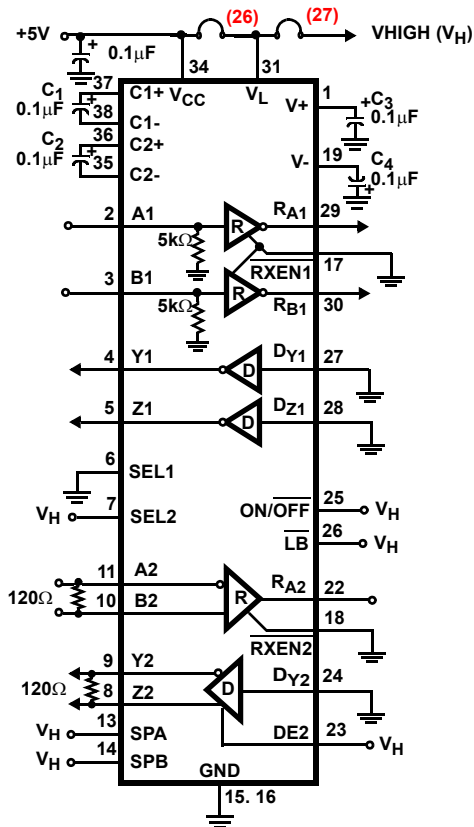 (26) (27)
+5V VHIGH (VH)
+ 0.1µF
34 31
37 C1+ VCC VL V+ 1
C1 0.1µF +
38 C1-
+ C3 0.1µF
36 C2+
C2 0.1µF +
35 C2-
V- 19 C4
+ 0.1µF
2 A1 R RA1 29
5kΩ
RXEN1 17
3 B1 R RB1 30
5kΩ
4 Y1 D DY1 27
5 Z1 D DZ1 28
6 SEL1
VH 7 SEL2
ON/OFF 25 VH
LB 26 VH
11 A2 R RA2 22
120Ω
10 B2
RXEN2 18
9 Y2 D DY2 24
120Ω
8 Z2
DE2 23 VH
VH 13 SPA
VH 14 SPB
GND
15. 16